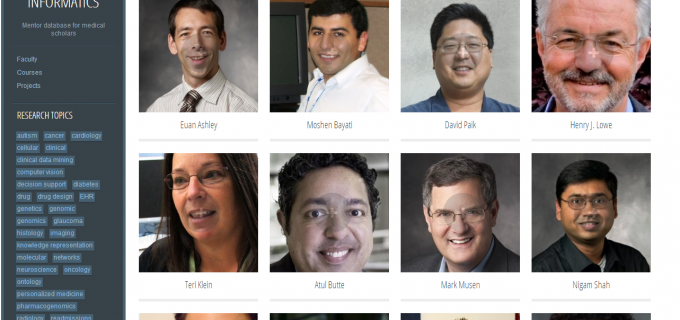 INFORMATICS
Mentor database for medical
scholars
Faculty
Courses
Projects
RESEARCH TOPICS
autism cancer cardiology
cellular clinical
clinical data mining
computer vision
decision support diabetes
drug drug design EHR
genetics genomic
genomics glaucoma
histology imaging
knowledge representation
molecular networks
neuroscience oncology
ontology
personalized medicine
pharmacogenomics
radiology readmissions
Euan Ashley
Moshen Bayati
David Paik
Henry J. Lowe
Teri Klein
Atul Butte
Mark Musen
Nigam Shah